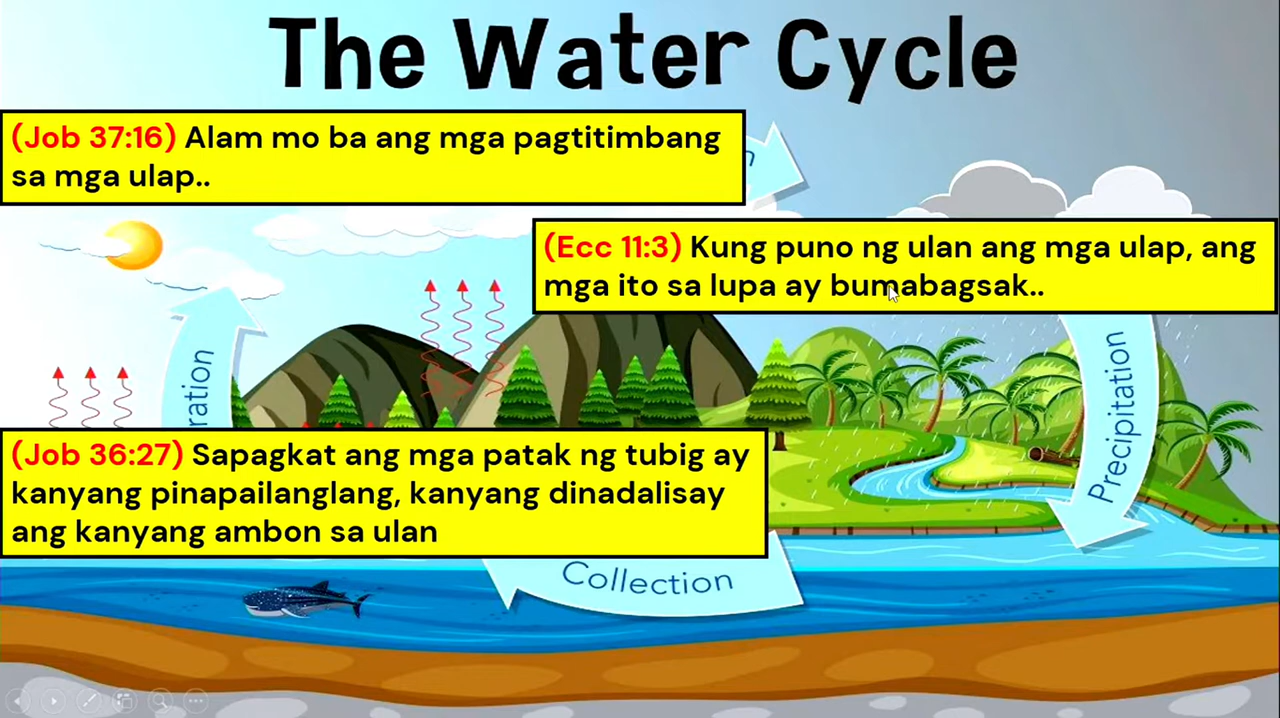 The Water Cycle
(Job 37:16) Alam mo ba ang mga pagtitimbang
sa mga ulap..
(Ecc 11:3) Kung puno ng ulan ang mga ulap, ang
mga ito sa lupa ay bumabagsak..
Precipitation
(Job 36:27) Sapagkat ang mga patak ng tubig ay
kanyang pinapailanglang, kanyang dinadalisay
ang kanyang ambon sa ulan
Collection